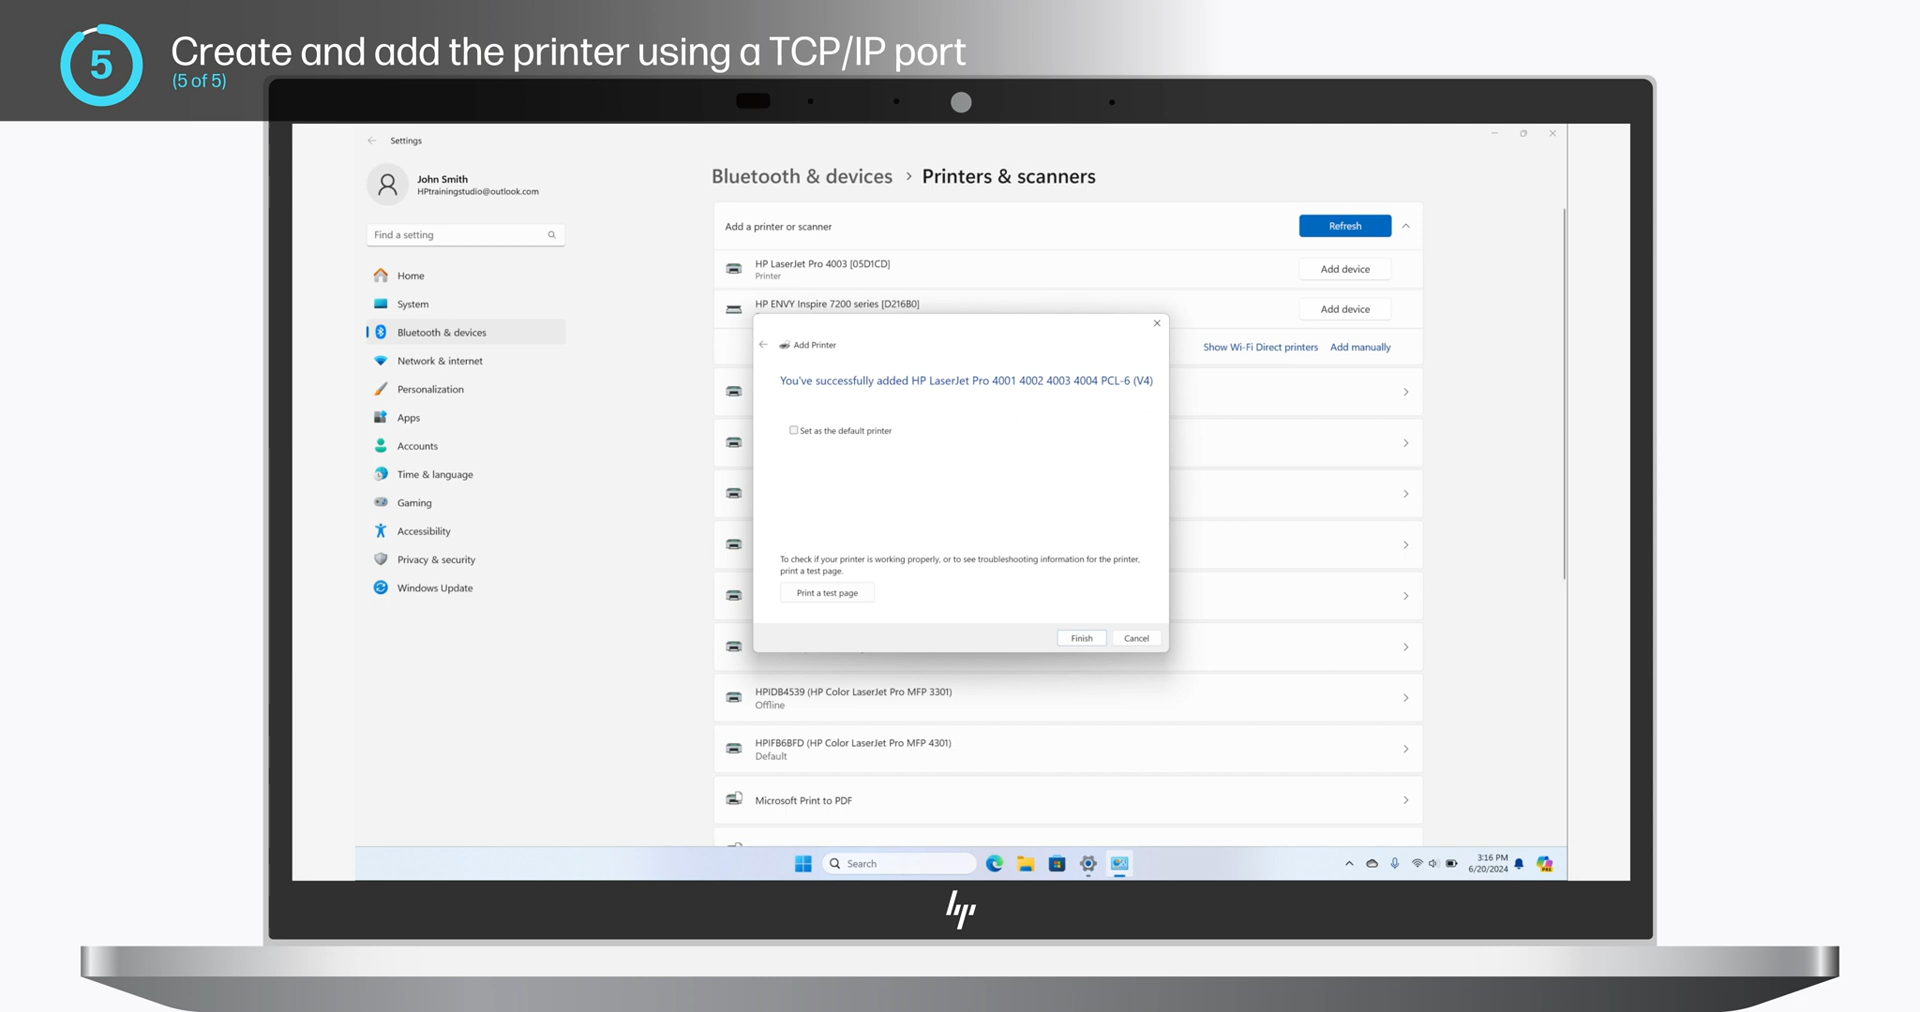 5
Create and add the printer using a TCP/IP port
(5 of 5)
Settings
John Smith
HPtrainingstudio@outlook.com
Find a setting
Home
System
Bluetooth & devices
Network & internet
Personalization
Apps
Accounts
Time & language
Gaming
Accessibility
Privacy & security
Windows Update
Bluetooth & devices > Printers & scanners
Add a printer or scanner
Refresh
HP LaserJet Pro 4003 [05D1CD]
Printer
Add device
HP ENVY Inspire 7200 series [D216B0]
Add device
Show Wi-Fi Direct printers Add manually
Add Printer
You've successfully added HP LaserJet Pro 4001 4002 4003 4004 PCL-6 (V4)
Set as the default printer
To check if your printer is working properly, or to see troubleshooting information for the printer,
print a test page.
Print a test page
Finish Cancel
HPIDB4539 (HP Color LaserJet Pro MFP 3301)
Offline
HPIFB6BFD (HP Color LaserJet Pro MFP 4301)
Default
Microsoft Print to PDF
Search
3:16 PM
6/20/2024
PRE
hp